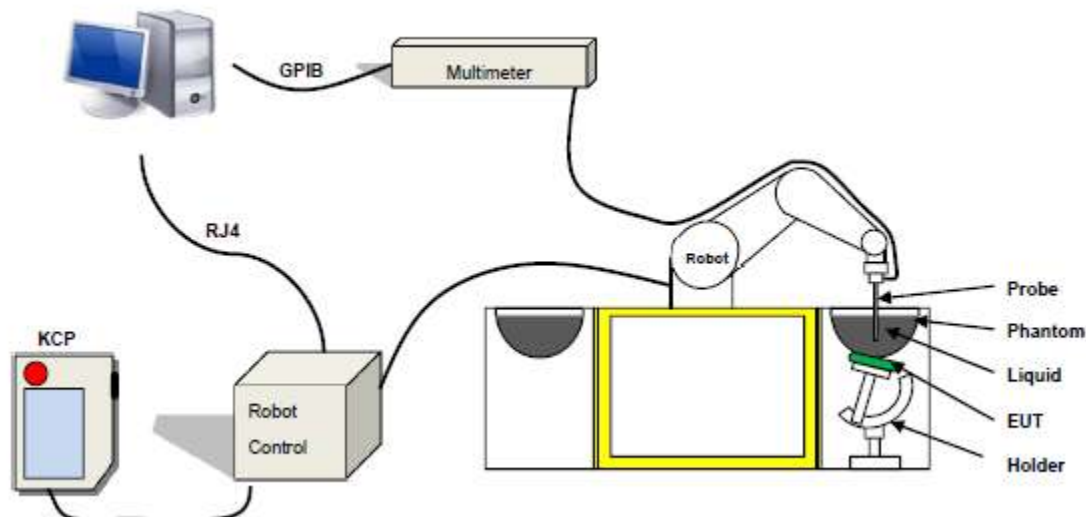 GPIB
Multimeter
RJ4
Robot
Probe
Phantom
KCP
Liquid
Robot
Control
EUT
Holder